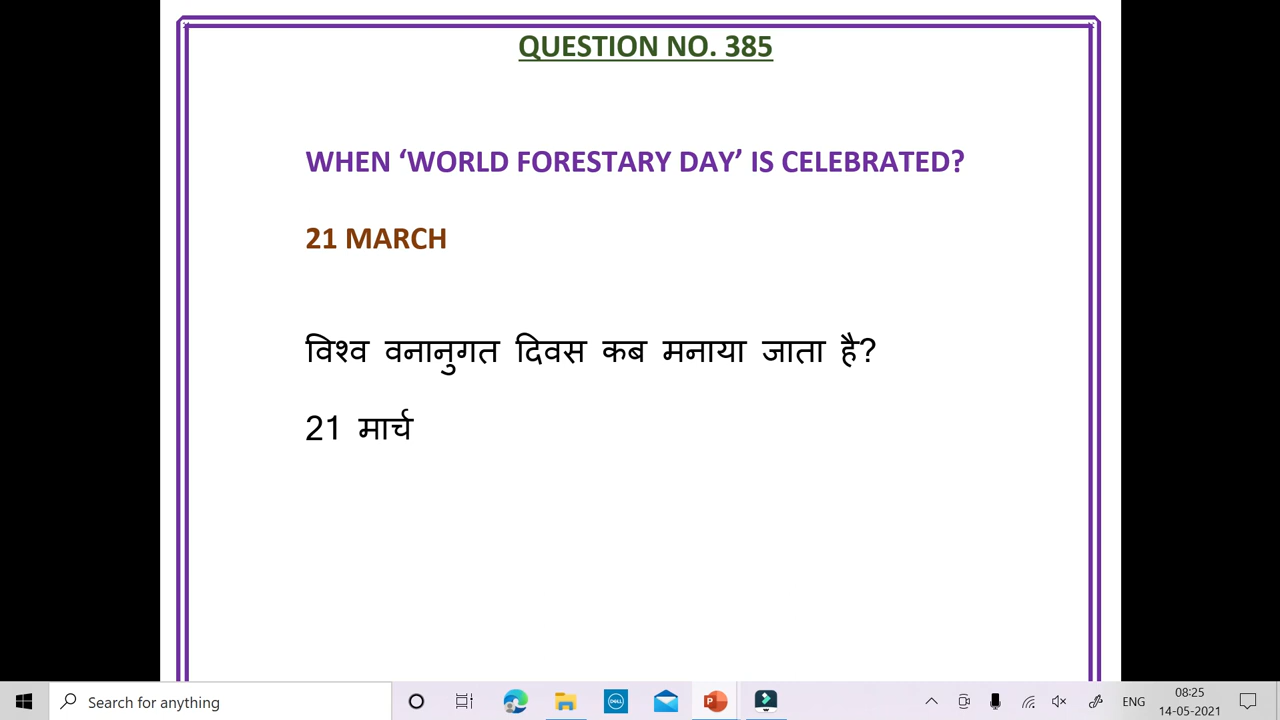 QUESTION NO. 385
WHEN ‘WORLD FORESTARY DAY’ IS CELEBRATED?
21 MARCH
विश्व वनानुगत दिवस कब मनाया जाता है?
21 मार्च
Search for anything
DELL
P
ENG
08:25
14-05-2021